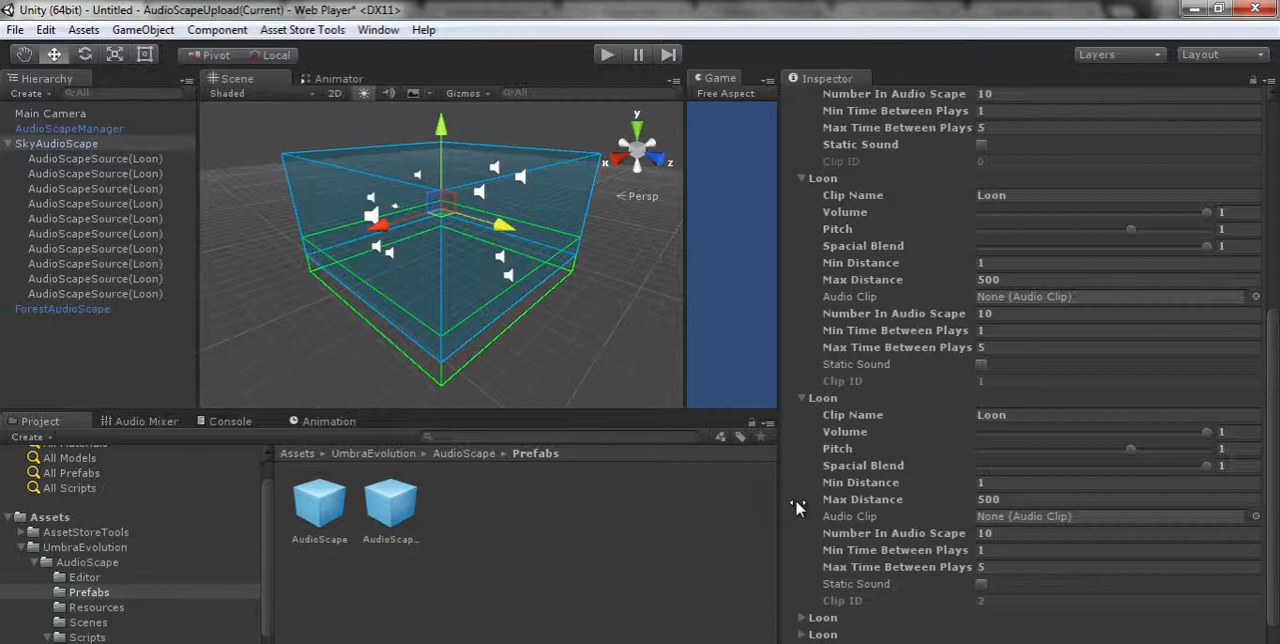 Unity (64bit) - Untitled - AudioScapeUpload(Current) - Web Player* <DX11>
File Edit Assets GameObject Component Asset Store Tools Window Help
Pivot Local Layers Layout
Hierarchy
Create All
Main Camera
AudioScapeManager
SkyAudioScape
AudioScapeSource(Loon)
AudioScapeSource(Loon)
AudioScapeSource(Loon)
AudioScapeSource(Loon)
AudioScapeSource(Loon)
AudioScapeSource(Loon)
AudioScapeSource(Loon)
AudioScapeSource(Loon)
AudioScapeSource(Loon)
AudioScapeSource(Loon)
ForestAudioScape
Scene Animator
Shaded 2D Gizmos All
y
x z
Persp
Game
Free Aspect
Inspector
Number In Audio Scape 10
Min Time Between Plays 1
Max Time Between Plays 5
Static Sound
Clip ID 0
Loon
Clip Name Loon
Volume 1
Pitch 1
Spacial Blend 1
Min Distance 1
Max Distance 500
Audio Clip None (Audio Clip)
Number In Audio Scape 10
Min Time Between Plays 1
Max Time Between Plays 5
Static Sound
Clip ID 1
Loon
Clip Name Loon
Volume 1
Pitch 1
Spacial Blend 1
Min Distance 1
Max Distance 500
Audio Clip None (Audio Clip)
Number In Audio Scape 10
Min Time Between Plays 1
Max Time Between Plays 5
Static Sound
Clip ID 2
Loon
Loon
Project Audio Mixer Console Animation
Create
All Materials
All Models
All Prefabs
All Scripts
Assets
AssetStoreTools
UmbraEvolution
AudioScape
Editor
Prefabs
Resources
Scenes
Scripts
Assets UmbraEvolution AudioScape Prefabs
AudioScape AudioScap...